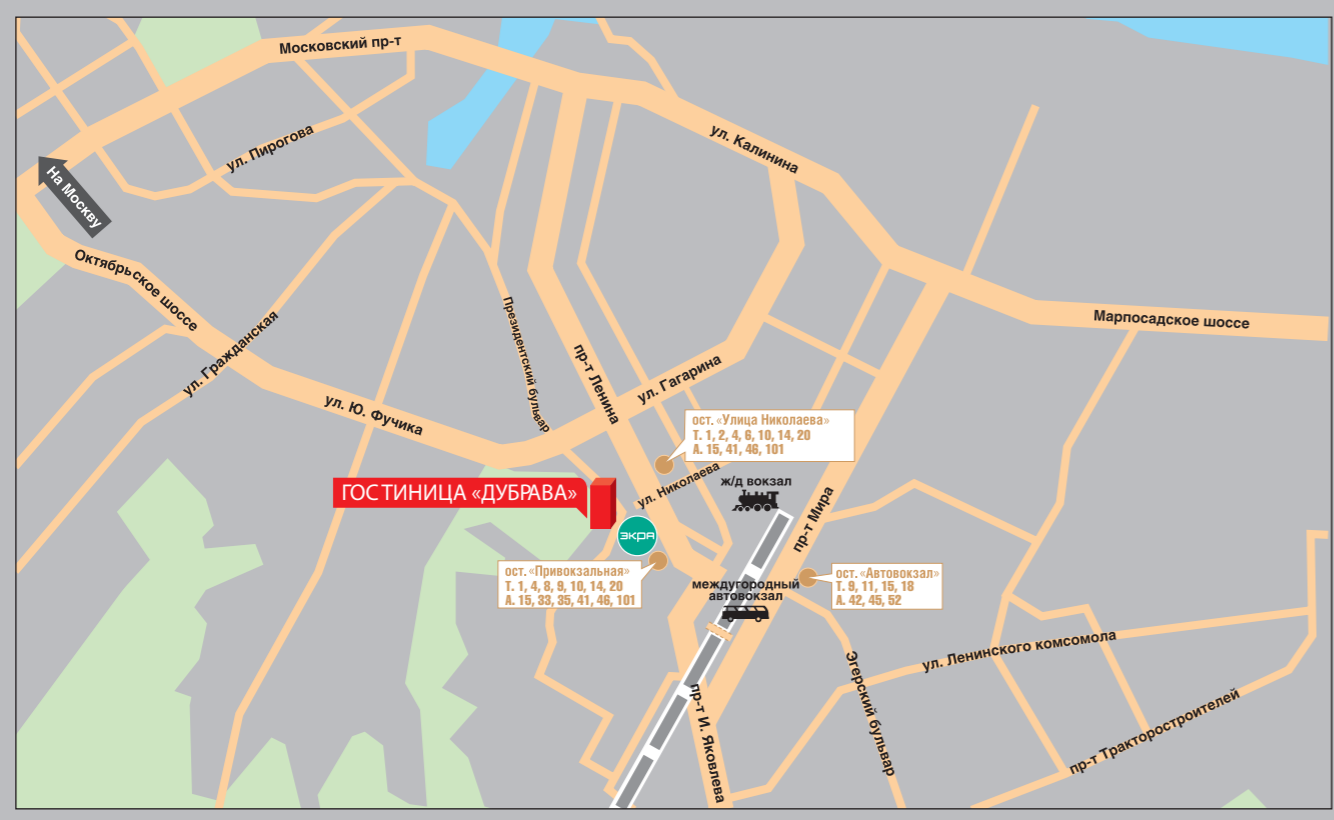 Московский пр-т
ул. Калинина
ул. Пирогова
На Москву
Октябрьское шоссе
Марпосадское шоссе
ул. Гражданская
Президентский бульвар
пр-т Ленина
ул. Гагарина
ул. Ю. Фучика
ост. «Улица Николаева»
Т. 1, 2, 4, 6, 10, 14, 20
А. 15, 41, 46, 101
ул. Николаева
ж/д вокзал
ГОСТИНИЦА «ДУБРАВА»
экра
пр-т Мира
ост. «Привокзальная»
Т. 1, 4, 8, 9, 10, 14, 20
А. 15, 33, 35, 41, 46, 101
междугородный
автовокзал
ост. «Автовокзал»
Т. 9, 11, 15, 18
А. 42, 45, 52
ул. Ленинского комсомола
Эгерский бульвар
пр-т И. Яковлева
пр-т Тракторостроителей